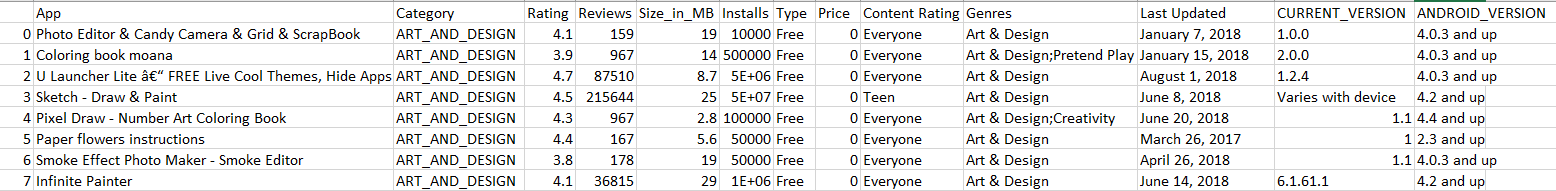 App Category Rating Reviews Size_in_MB Installs Type Price Content Rating Genres Last Updated CURRENT_VERSION ANDROID_VERSION
0 Photo Editor & Candy Camera & Grid & ScrapBook ART_AND_DESIGN 4.1 159 19 10000 Free 0 Everyone Art & Design January 7, 2018 1.0.0 4.0.3 and up
1 Coloring book moana ART_AND_DESIGN 3.9 967 14 500000 Free 0 Everyone Art & Design;Pretend Play January 15, 2018 2.0.0 4.0.3 and up
2 U Launcher Lite â€“ FREE Live Cool Themes, Hide Apps ART_AND_DESIGN 4.7 87510 8.7 5E+06 Free 0 Everyone Art & Design August 1, 2018 1.2.4 4.0.3 and up
3 Sketch - Draw & Paint ART_AND_DESIGN 4.5 215644 25 5E+07 Free 0 Teen Art & Design June 8, 2018 Varies with device 4.2 and up
4 Pixel Draw - Number Art Coloring Book ART_AND_DESIGN 4.3 967 2.8 100000 Free 0 Everyone Art & Design;Creativity June 20, 2018 1.1 4.4 and up
5 Paper flowers instructions ART_AND_DESIGN 4.4 167 5.6 50000 Free 0 Everyone Art & Design March 26, 2017 1 2.3 and up
6 Smoke Effect Photo Maker - Smoke Editor ART_AND_DESIGN 3.8 178 19 50000 Free 0 Everyone Art & Design April 26, 2018 1.1 4.0.3 and up
7 Infinite Painter ART_AND_DESIGN 4.1 36815 29 1E+06 Free 0 Everyone Art & Design June 14, 2018 6.1.61.1 4.2 and up